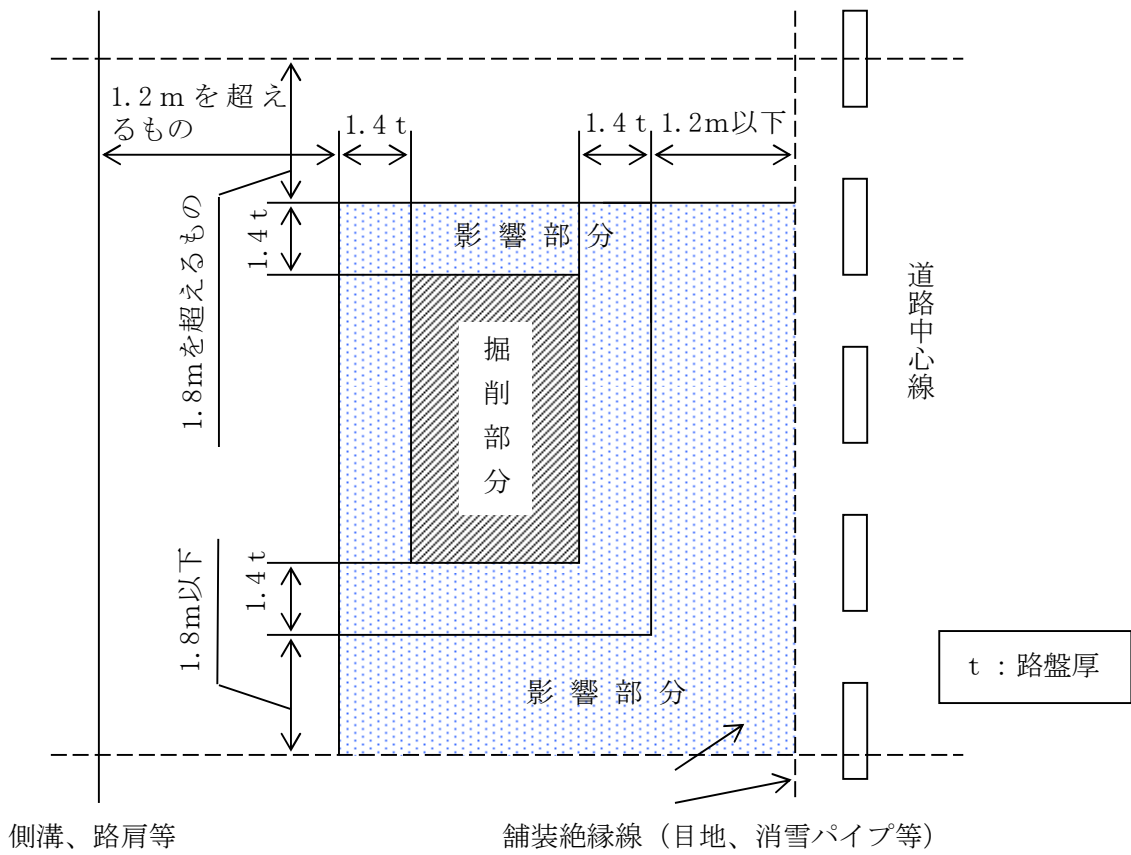 1.2mを超え
るもの
1.4t
1.4t
1.2m以下
1.8mを超えるもの
1.4t
影響部分
道路中心線
掘削部分
1.8m以下
1.4t
t:路盤厚
影響部分
側溝、路肩等
舗装絶縁線(目地、消雪パイプ等)